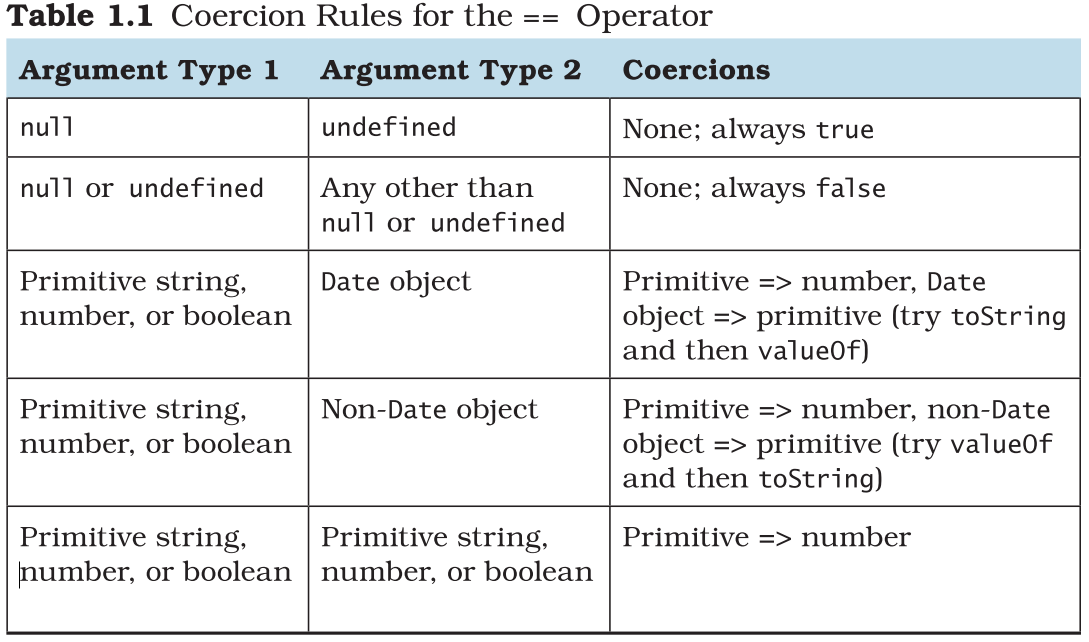 Table 1.1 Coercion Rules for the == Operator
Argument Type 1 Argument Type 2 Coercions
null undefined None; always true
null or undefined Any other than
null or undefined None; always false
Primitive string,
number, or boolean Date object Primitive => number, Date
object => primitive (try toString
and then valueOf)
Primitive string,
number, or boolean Non-Date object Primitive => number, non-Date
object => primitive (try valueOf
and then toString)
Primitive string,
number, or boolean Primitive string,
number, or boolean Primitive => number